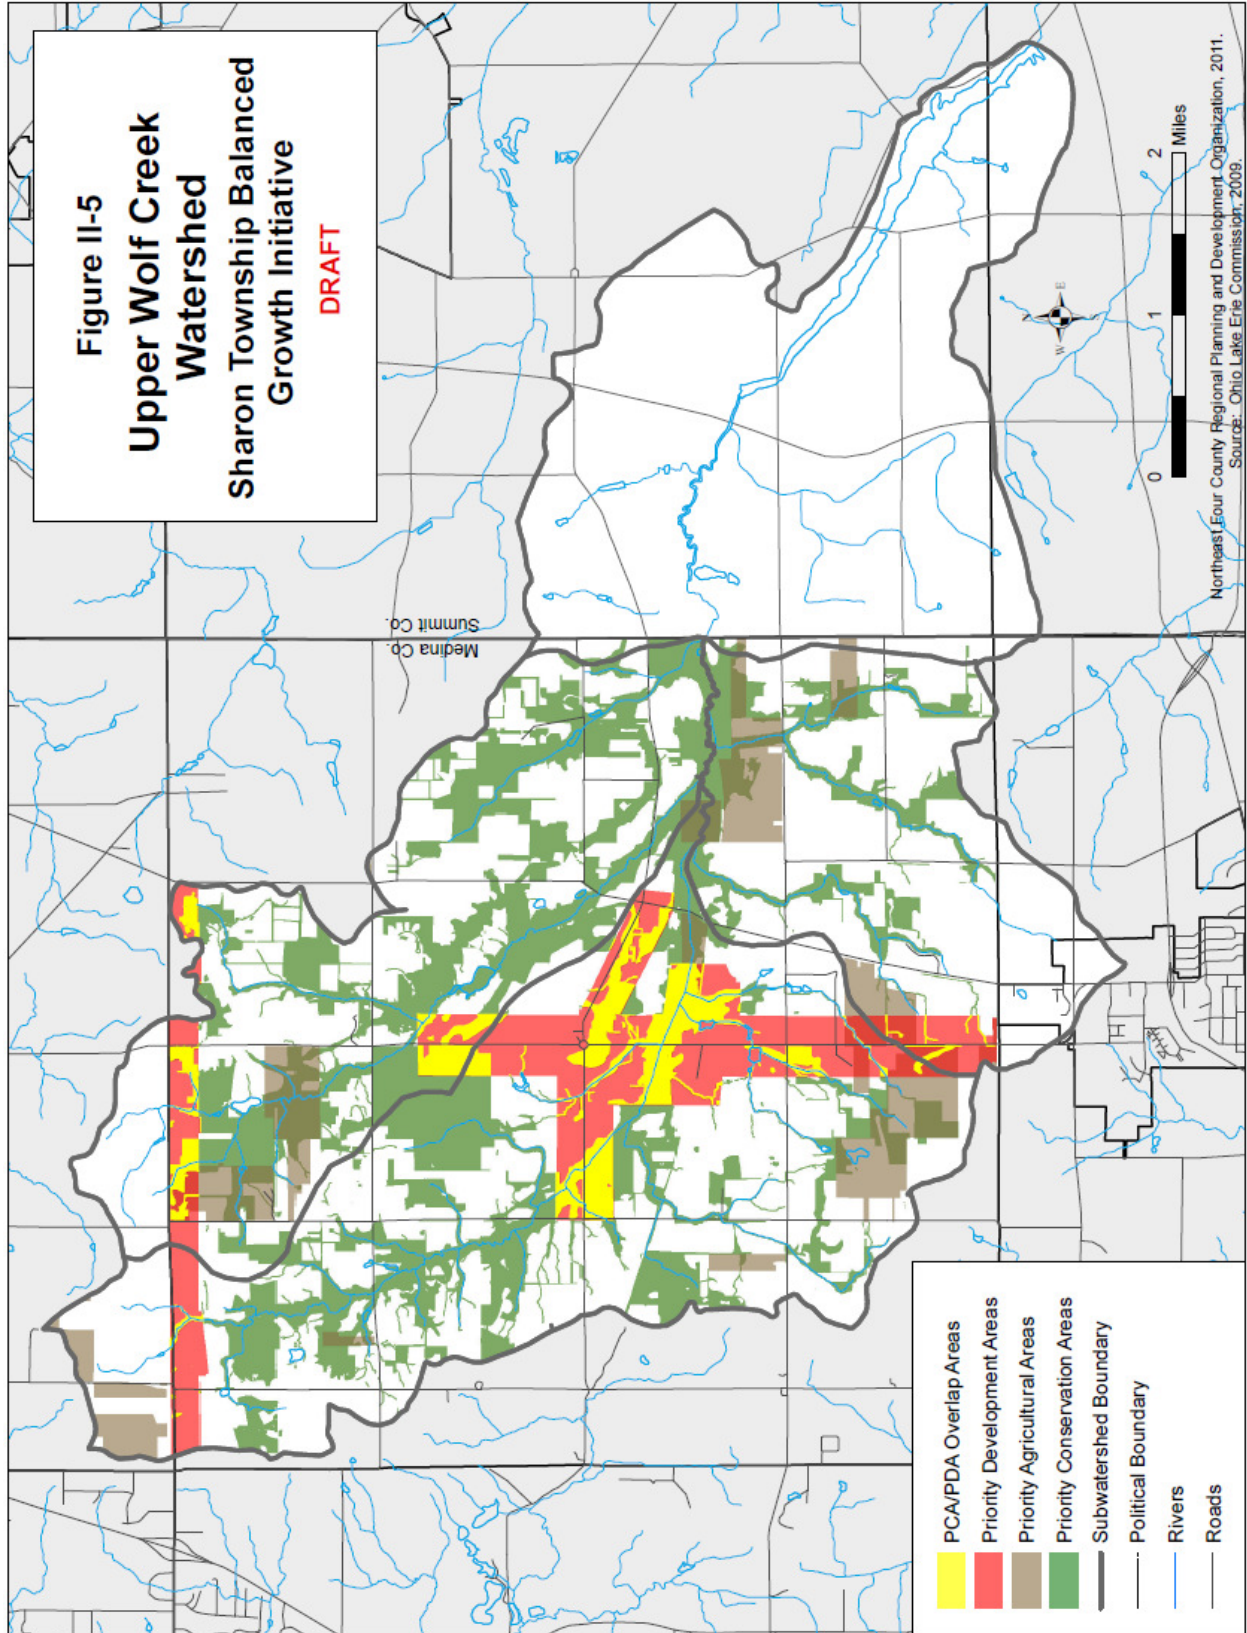 Figure II-5
Upper Wolf Creek
Watershed
Sharon Township Balanced
Growth Initiative
DRAFT
Summit Co.
Medina Co.
N
W
E
S
0
1
2
Miles
Northeast Four County Regional Planning and Development Organization, 2011.
Source: Ohio Lake Erie Commission, 2009.
PCA/PDA Overlap Areas
Priority Development Areas
Priority Agricultural Areas
Priority Conservation Areas
Subwatershed Boundary
Political Boundary
Rivers
Roads